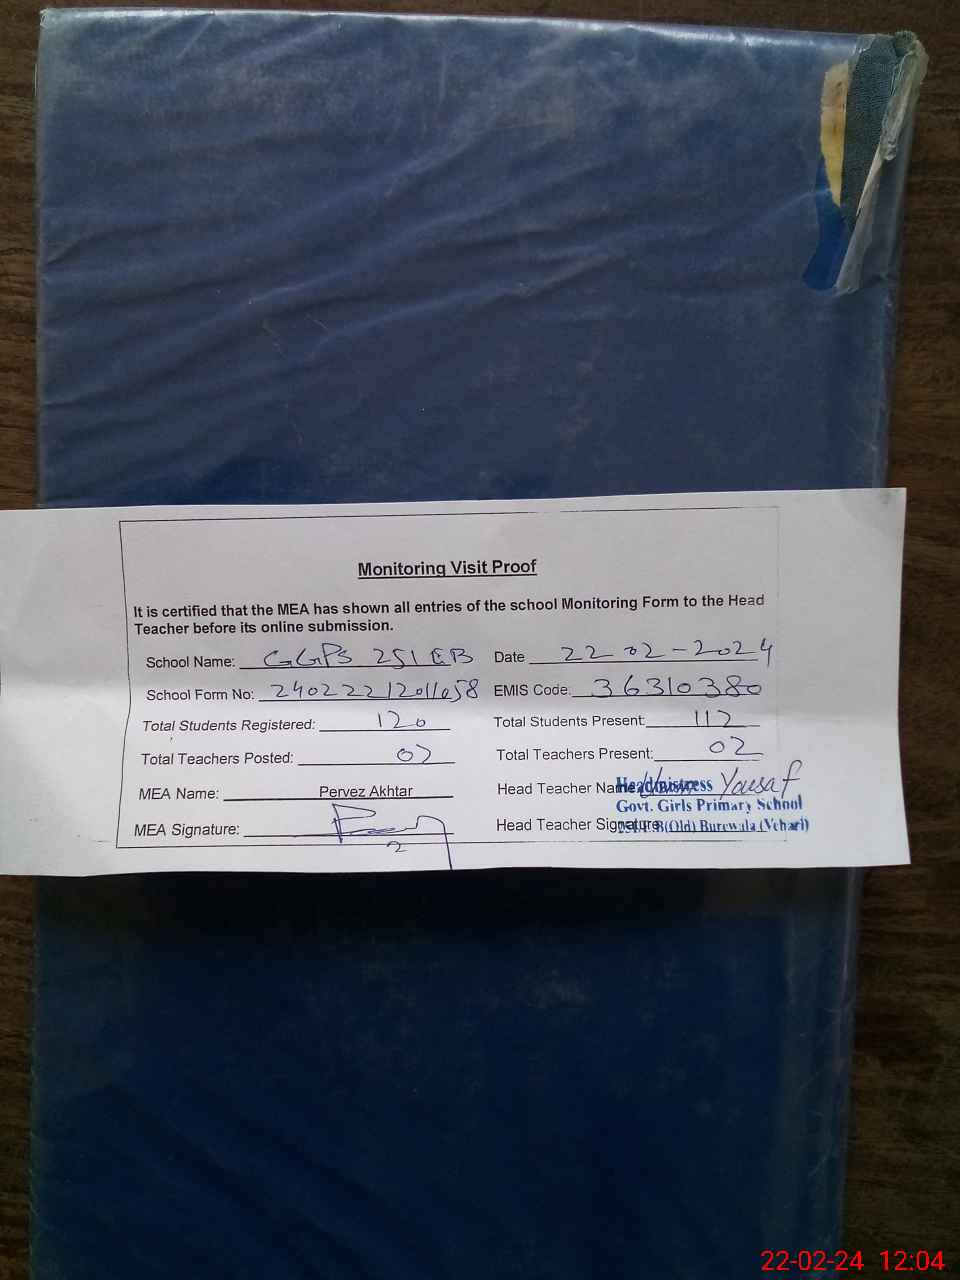 Monitoring Visit Proof
It is certified that the MEA has shown all entries of the school Monitoring Form to the Head
Teacher before its online submission.
School Name: GGPS 251 EB Date 22-02-2024
School Form No: 24022212011058 EMIS Code. 36310380
Total Students Registered: 120 Total Students Present: 112
Total Teachers Posted: 02 Total Teachers Present: 02
MEA Name: Pervez Akhtar Head Teacher Name Yousaf
Headmistress
Govt. Girls Primary School
MEA Signature: Head Teacher Signature
(Old) Burewala (Vehari)
22-02-24 12:04